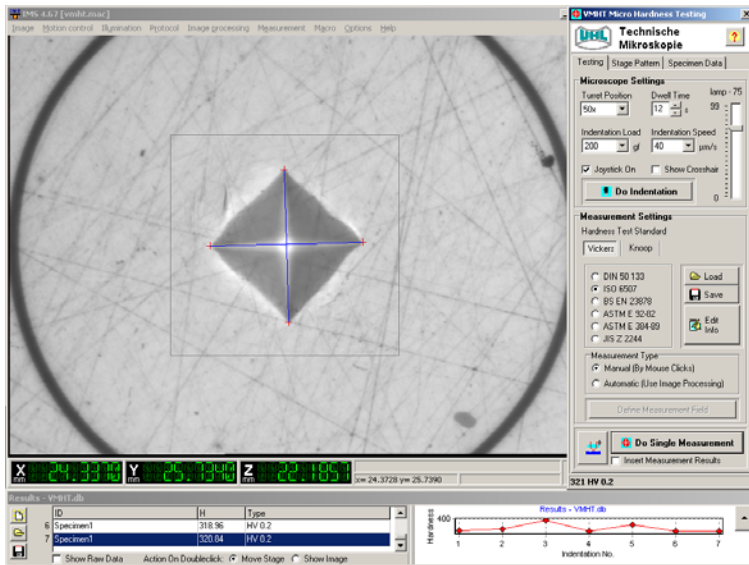 IMS 4.67 [vmht.mac]
Image Motion control Illumination Protocol Image processing Measurement Macro Options Help
X mm 24.3370 Y mm 25.7340 Z mm 22.1857
x= 24.3728 y= 25.7390
VMHT Micro Hardness Testing
UHL Technische Mikroskopie ?
Testing Stage Pattern Specimen Data
Microscope Settings
Turret Position Dwell Time lamp - 75
50x 12 s 99
Indentation Load Indentation Speed
200 gf 40 µm/s
Joystick On Show Crosshair
Do Indentation 0
Measurement Settings
Hardness Test Standard
Vickers Knoop
DIN 50 133 Load
ISO 6507 Save
BS EN 23878
ASTM E 92-82 Edit Info
ASTM E 384-89
JIS Z 2244
Measurement Type
Manual (By Mouse Clicks)
Automatic (Use Image Processing)
Define Measurement Field
Do Single Measurement
Insert Measurement Results
321 HV 0.2
Results - VMHT.db
ID H Type
6 Specimen1 318.96 HV 0.2
7 Specimen1 320.84 HV 0.2
Show Raw Data Action On Doubleclick: Move Stage Show Image
Results - VMHT.db
Hardness
400
1 2 3 4 5 6 7
Indentation No.